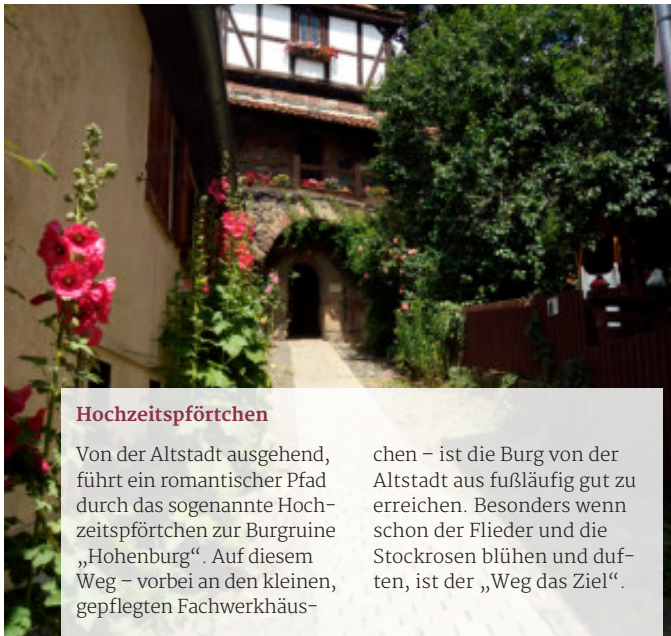 Hochzeitspförtchen
Von der Altstadt ausgehend,
führt ein romantischer Pfad
durch das sogenannte Hoch-
zeitspförtchen zur Burgruine
„Hohenburg“. Auf diesem
Weg – vorbei an den kleinen,
gepflegten Fachwerkhäus-
chen – ist die Burg von der
Altstadt aus fußläufig gut zu
erreichen. Besonders wenn
schon der Flieder und die
Stockrosen blühen und duf-
ten, ist der „Weg das Ziel“.